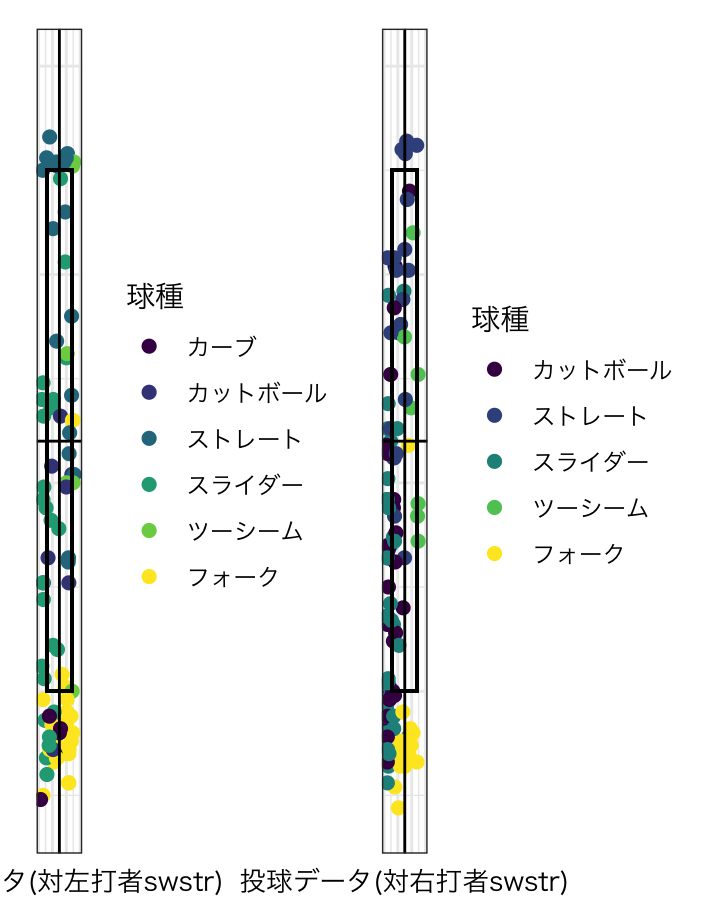 球種
カーブ
カットボール
ストレート
スライダー
ツーシーム
フォーク
球種
カットボール
ストレート
スライダー
ツーシーム
フォーク
タ(対左打者swstr) 投球データ(対右打者swstr)